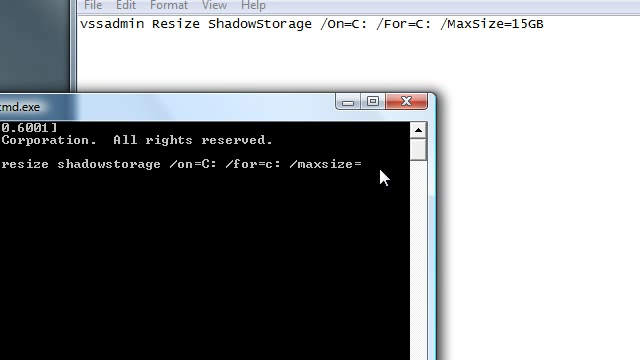 File Edit Format View Help
vssadmin Resize ShadowStorage /On=C: /For=C: /MaxSize=15GB
cmd.exe
0.6001]
Corporation. All rights reserved.
resize shadowstorage /on=C: /for=c: /maxsize=